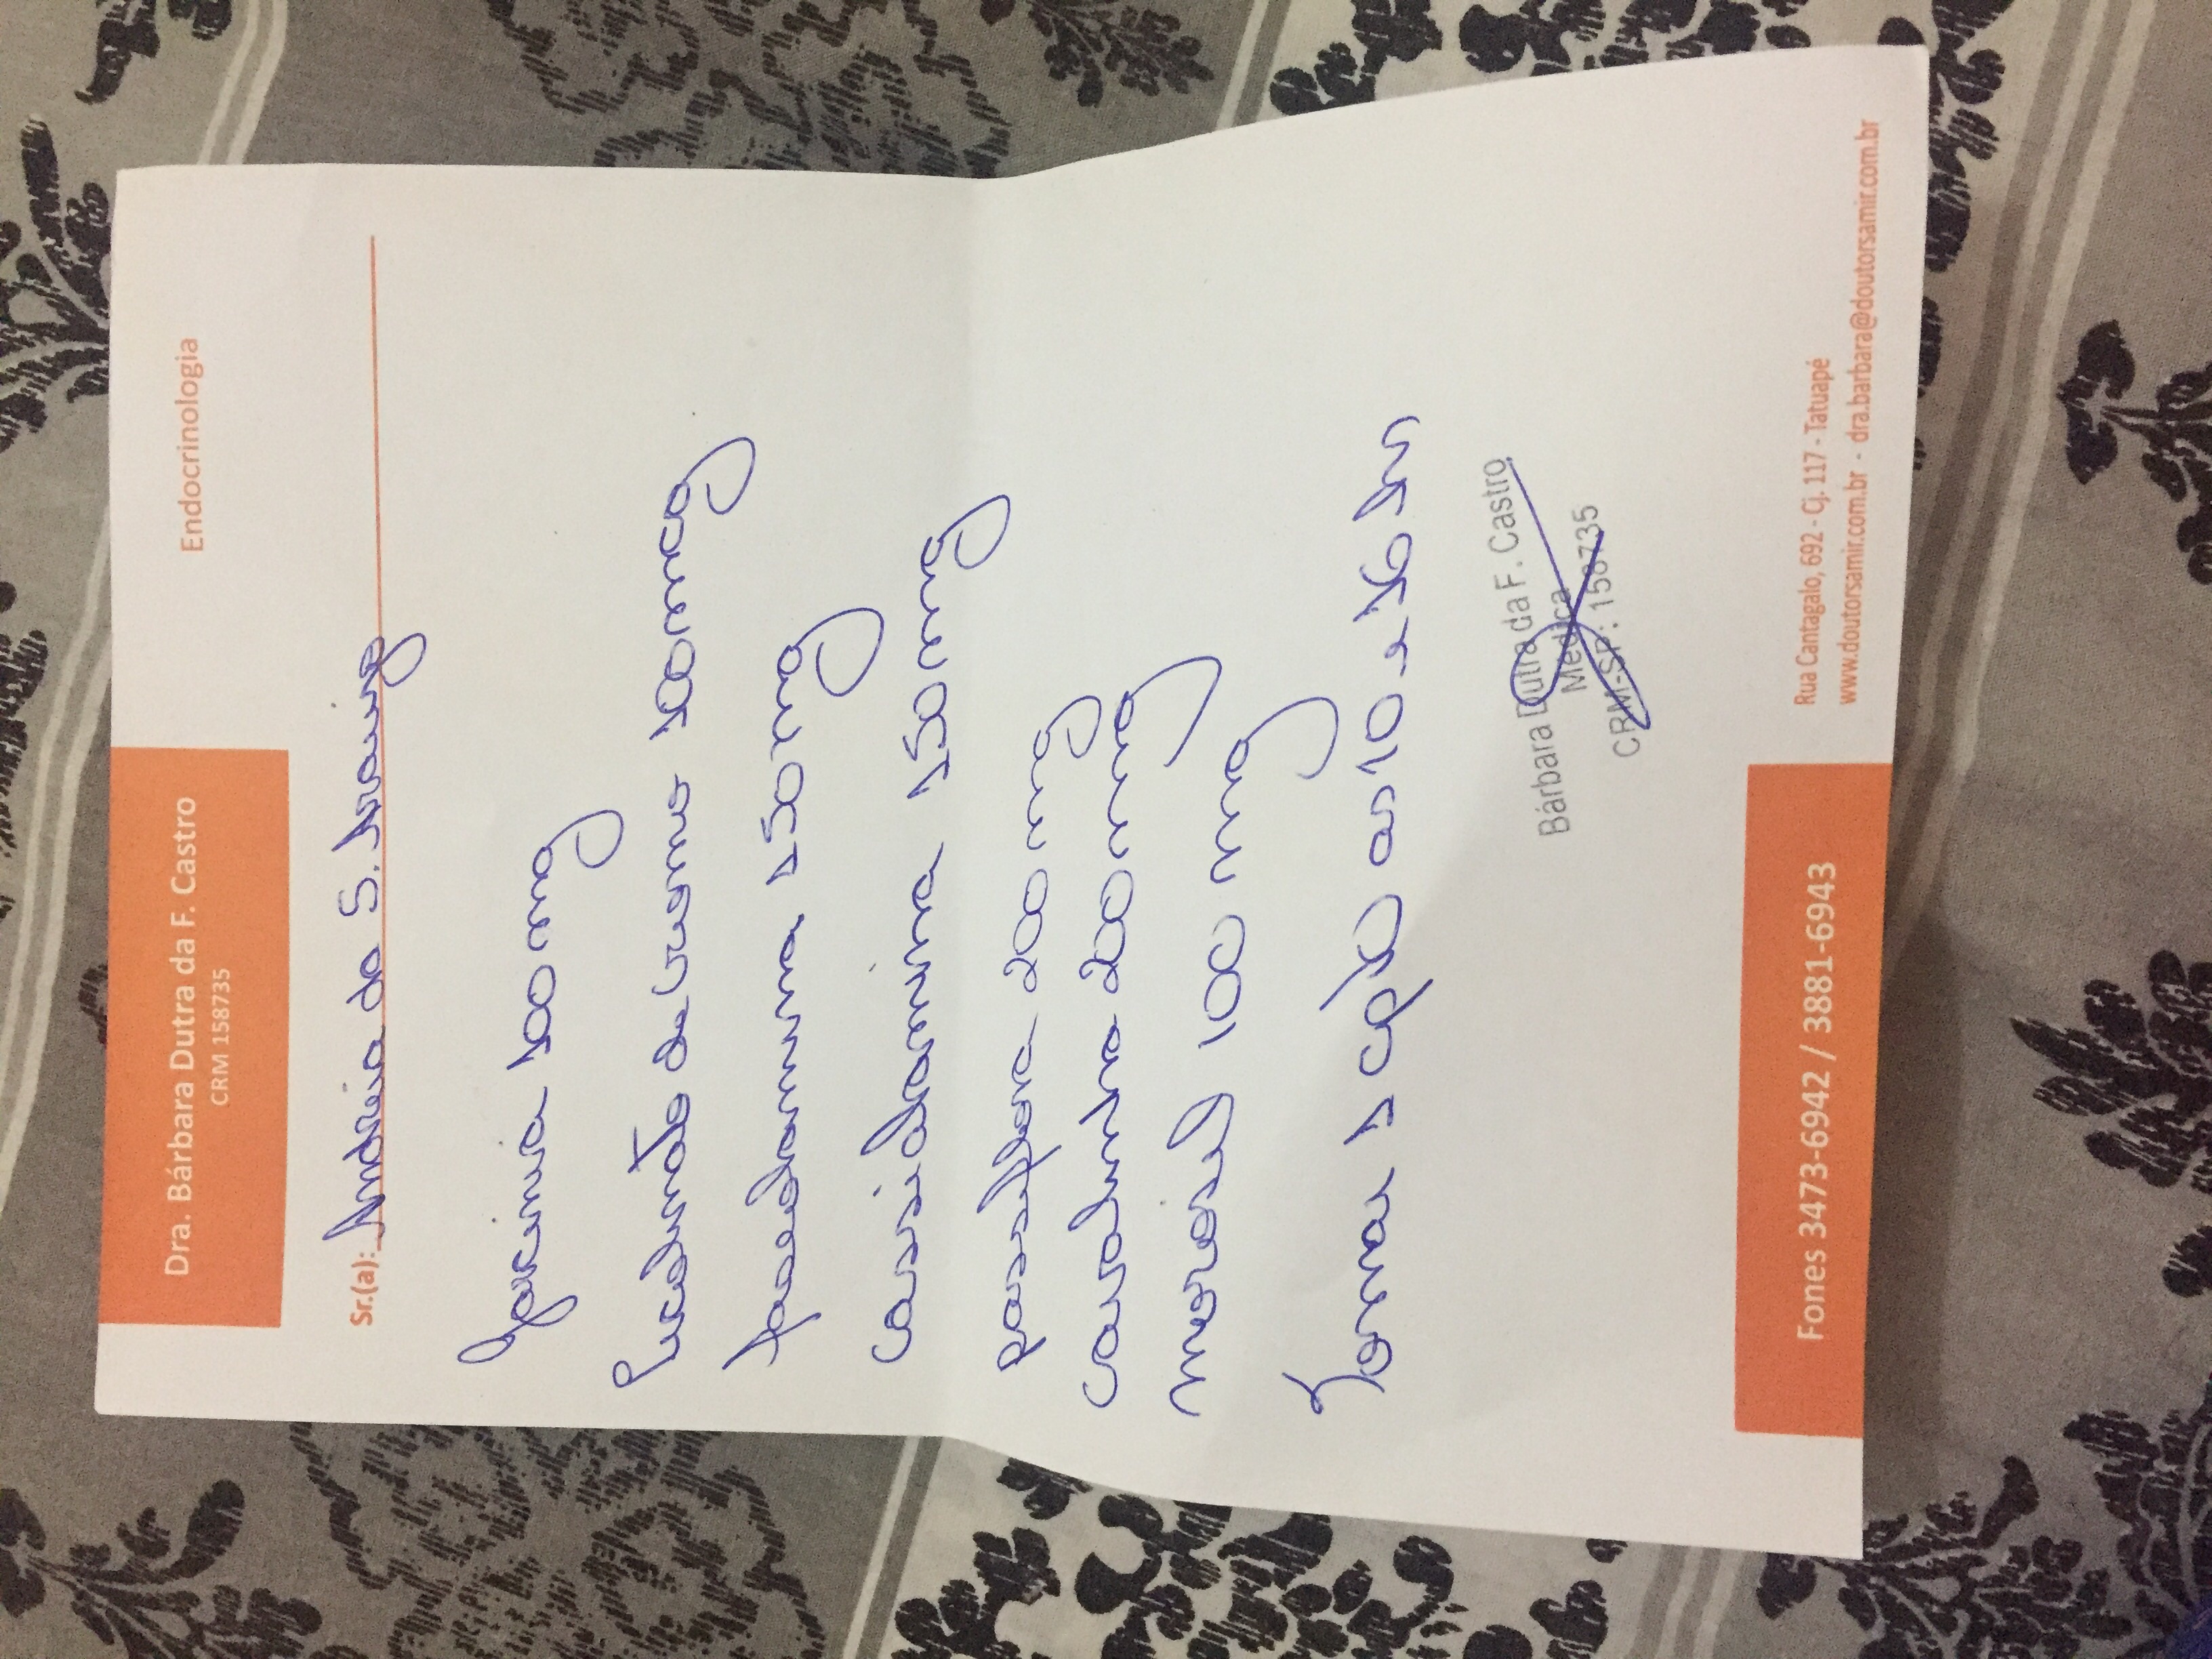 Dra. Bárbara Dutra da F. Castro
CRM 158735
Endocrinologia
Sr.(a): Andreia da S. Araujo
Garcinia 100 mg
Picolinato de Cromo 100 mcg
faseolamina 150 mg
cassiolamina 150 mg
passiflora 200 mg
cavalinha 200 mg
morosil 100 mg
Tomar 1 cp VO as 10 e 16 hs
Bárbara Dutra da F. Castro
Médica
CRM-SP: 158735
Fones 3473-6942 / 3881-6943
Rua Cantagalo, 692 - Cj. 117 - Tatuapé
www.doutorsamir.com.br - dra.barbara@doutorsamir.com.br